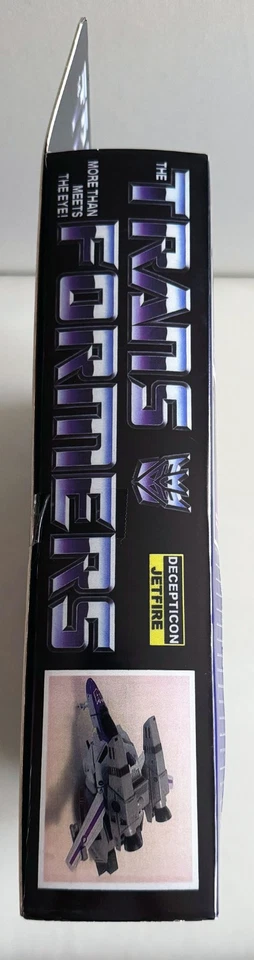 THE
TRANS
FORMERS
MORE THAN
MEETS
THE EYE!
DECEPTICON
JETFIRE